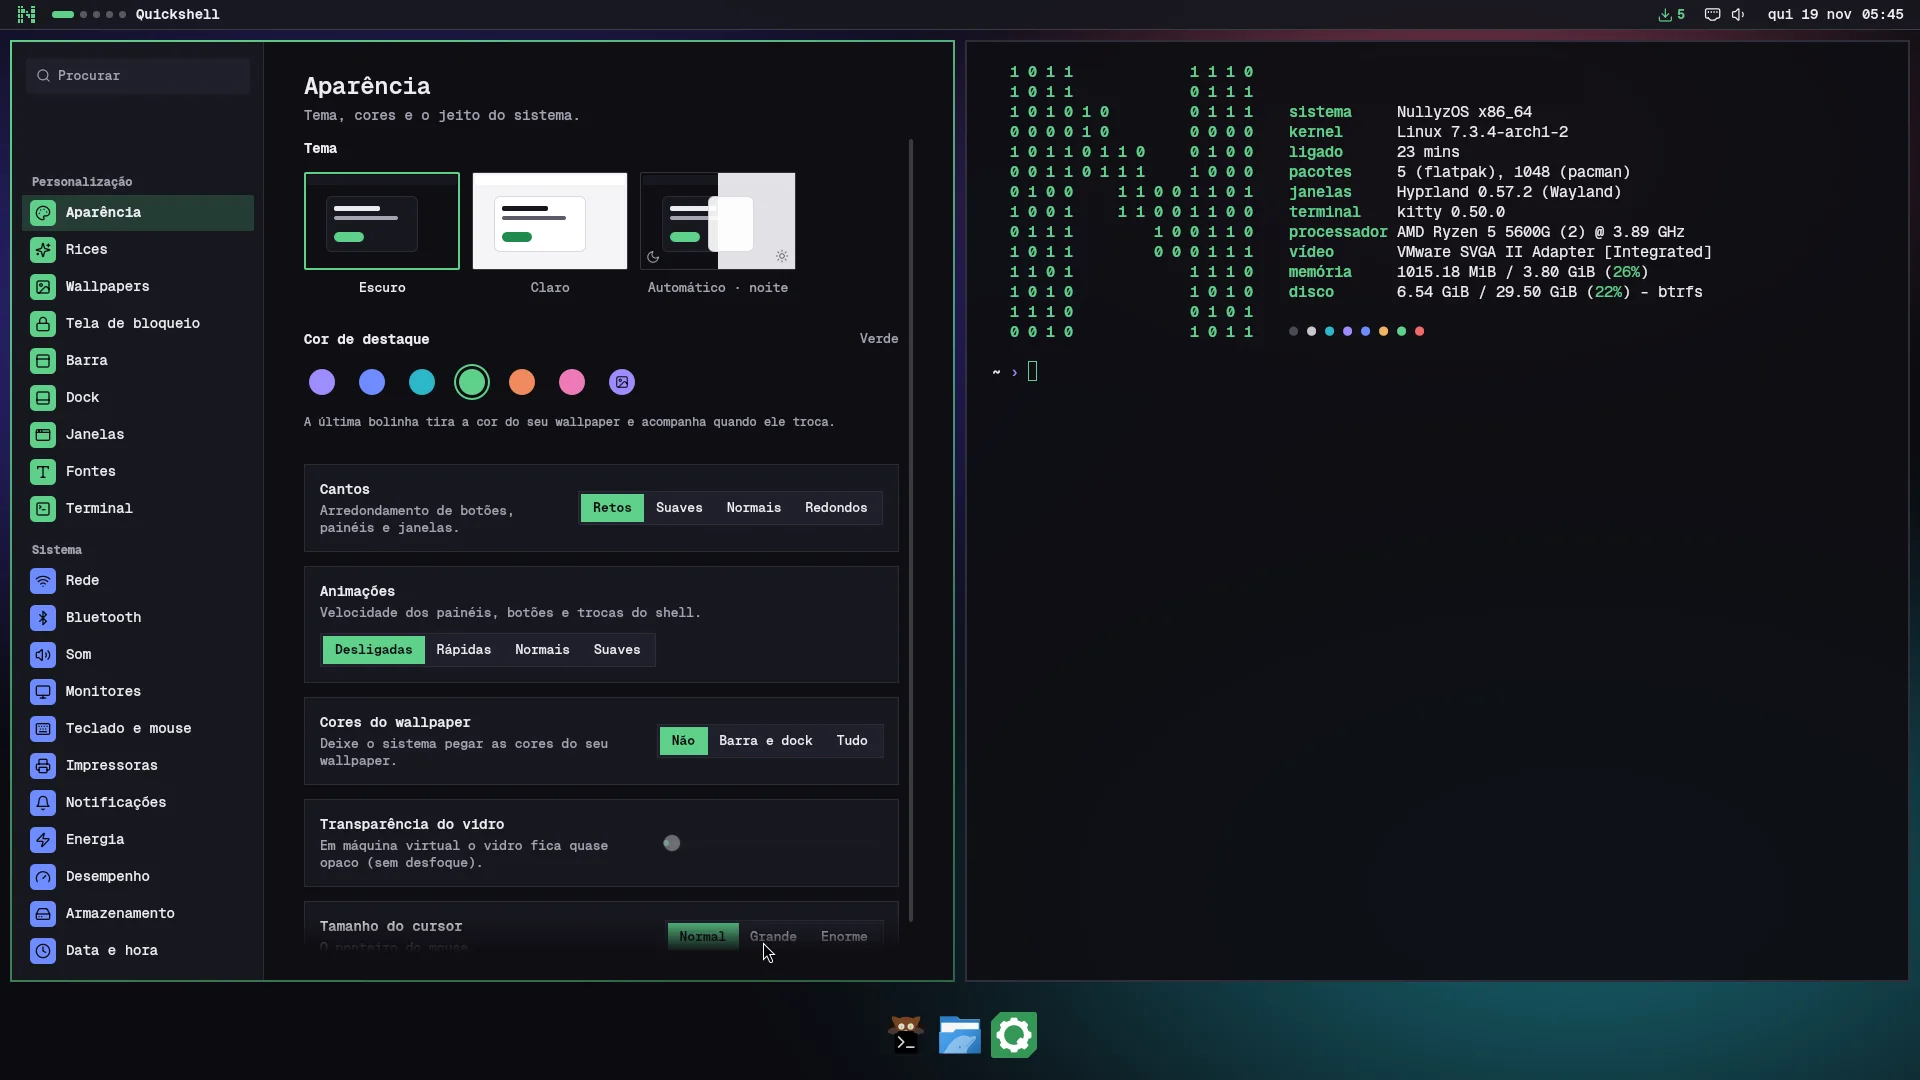 Quickshell
5
qui 19 nov 05:45
Procurar
Personalização
Aparência
Rices
Wallpapers
Tela de bloqueio
Barra
Dock
Janelas
Fontes
Terminal
Sistema
Rede
Bluetooth
Som
Monitores
Teclado e mouse
Impressoras
Notificações
Energia
Desempenho
Armazenamento
Data e hora
Aparência
Tema, cores e o jeito do sistema.
Tema
Escuro
Claro
Automático · noite
Cor de destaque
Verde
A última bolinha tira a cor do seu wallpaper e acompanha quando ele troca.
Cantos
Arredondamento de botões,
painéis e janelas.
Retos Suaves Normais Redondos
Animações
Velocidade dos painéis, botões e trocas do shell.
Desligadas Rápidas Normais Suaves
Cores do wallpaper
Deixe o sistema pegar as cores do seu
wallpaper.
Não Barra e dock Tudo
Transparência do vidro
Em máquina virtual o vidro fica quase
opaco (sem desfoque).
Tamanho do cursor
O ponteiro do mouse
Normal Grande Enorme
1 0 1 1 1 1 1 0
1 0 1 1 0 1 1 1
1 0 1 0 1 0 0 1 1 1 sistema NullyzOS x86_64
0 0 0 0 1 0 0 0 0 0 kernel Linux 7.3.4-arch1-2
1 0 1 1 0 1 1 0 0 1 0 0 ligado 23 mins
0 0 1 1 0 1 1 1 1 0 0 0 pacotes 5 (flatpak), 1048 (pacman)
0 1 0 0 1 1 0 0 1 1 0 1 janelas Hyprland 0.57.2 (Wayland)
1 0 0 1 1 1 0 0 1 1 0 0 terminal kitty 0.50.0
0 1 1 1 1 0 0 1 1 0 processador AMD Ryzen 5 5600G (2) @ 3.89 GHz
1 0 1 1 0 0 0 1 1 1 vídeo VMware SVGA II Adapter [Integrated]
1 1 0 1 1 1 1 0 memória 1015.18 MiB / 3.80 GiB (26%)
1 0 1 0 1 0 1 0 disco 6.54 GiB / 29.50 GiB (22%) - btrfs
1 1 1 0 0 1 0 1
0 0 1 0 1 0 1 1
~ ›